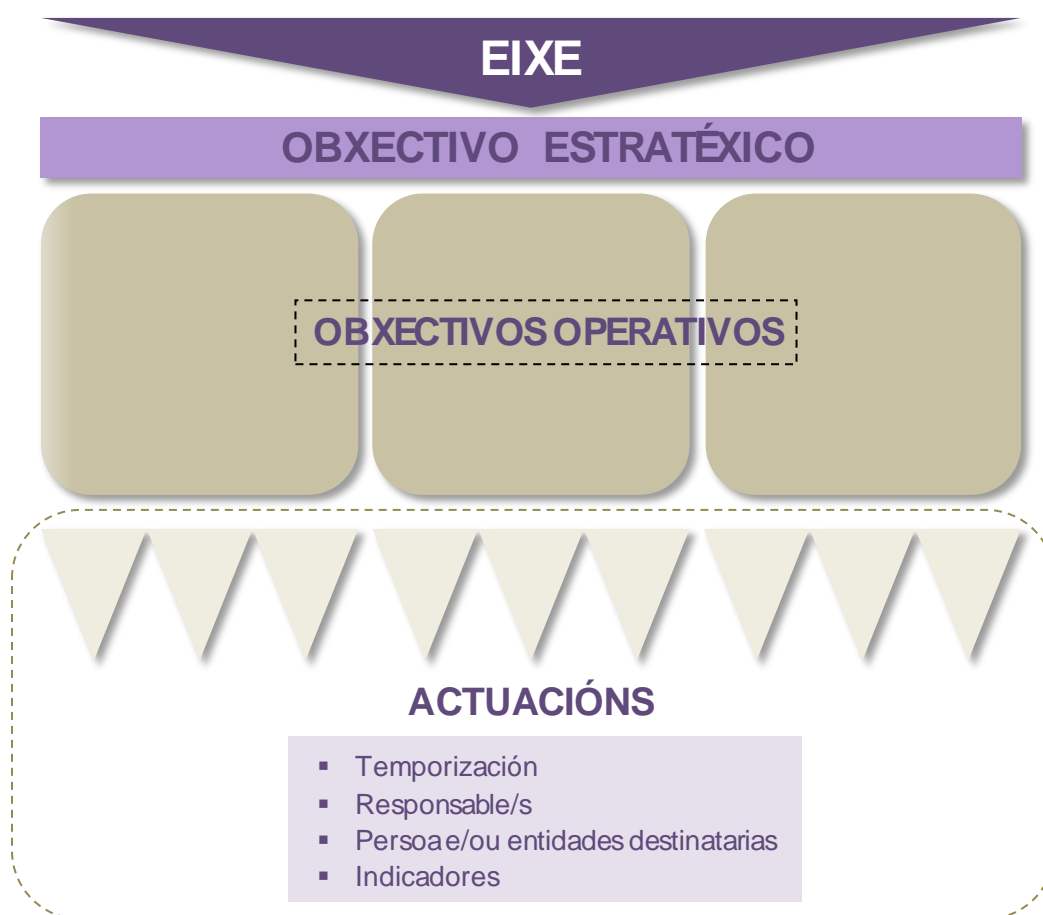 EIXE
OBXECTIVO ESTRATÉXICO
OBXECTIVOS OPERATIVOS
ACTUACIÓNS
▪ Temporización
▪ Responsable/s
▪ Persoa e/ou entidades destinatarias
▪ Indicadores